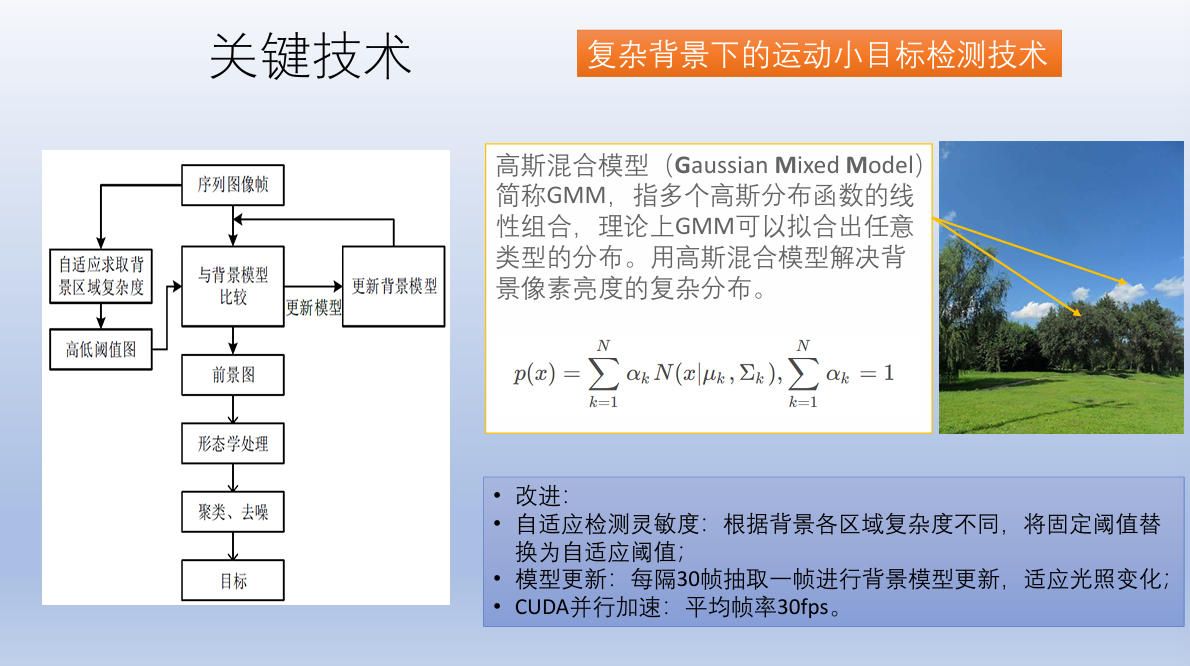 关键技术
复杂背景下的运动小目标检测技术
序列图像帧
自适应求取背
景区域复杂度
高低阈值图
与背景模型
比较
更新模型
更新背景模型
前景图
形态学处理
聚类、去噪
目标
高斯混合模型（Gaussian Mixed Model）
简称GMM，指多个高斯分布函数的线
性组合，理论上GMM可以拟合出任意
类型的分布。用高斯混合模型解决背
景像素亮度的复杂分布。
p(x) = ∑_{k=1}^{N} α_k N(x|μ_k, Σ_k), ∑_{k=1}^{N} α_k = 1
• 改进：
• 自适应检测灵敏度：根据背景各区域复杂度不同，将固定阈值替
换为自适应阈值；
• 模型更新：每隔30帧抽取一帧进行背景模型更新，适应光照变化；
• CUDA并行加速：平均帧率30fps。